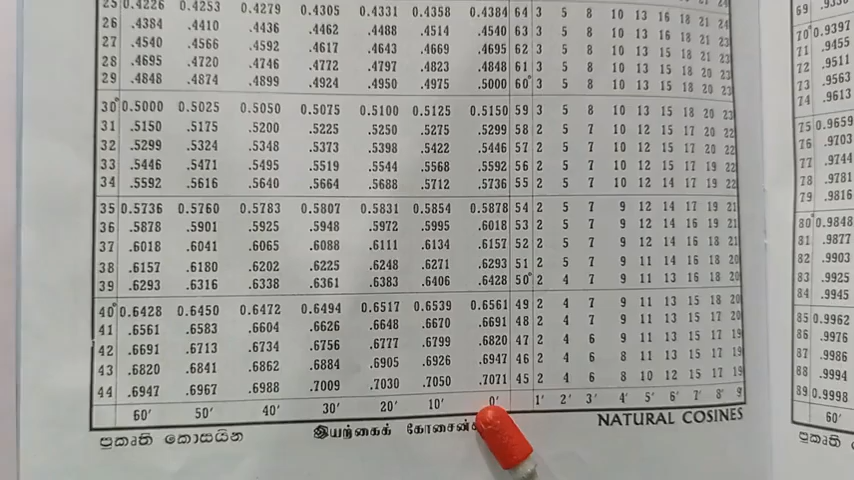 25 0.4226 0.4253 0.4279 0.4305 0.4331 0.4358 0.4384 64 3 5 8 10 13 16 18 21 24
26 .4384 .4410 .4436 .4462 .4488 .4514 .4540 63 3 5 8 10 13 16 18 21 23
27 .4540 .4566 .4592 .4617 .4643 .4669 .4695 62 3 5 8 10 13 15 18 21 23
28 .4695 .4720 .4746 .4772 .4797 .4823 .4848 61 3 5 8 10 13 15 18 20 23
29 .4848 .4874 .4899 .4924 .4950 .4975 .5000 60° 3 5 8 10 13 15 18 20 23
30° 0.5000 0.5025 0.5050 0.5075 0.5100 0.5125 0.5150 59 3 5 8 10 13 15 18 20 23
31 .5150 .5175 .5200 .5225 .5250 .5275 .5299 58 2 5 7 10 12 15 17 20 22
32 .5299 .5324 .5348 .5373 .5398 .5422 .5446 57 2 5 7 10 12 15 17 20 22
33 .5446 .5471 .5495 .5519 .5544 .5568 .5592 56 2 5 7 10 12 15 17 19 22
34 .5592 .5616 .5640 .5664 .5688 .5712 .5736 55 2 5 7 10 12 14 17 19 22
35 0.5736 0.5760 0.5783 0.5807 0.5831 0.5854 0.5878 54 2 5 7 9 12 14 17 19 21
36 .5878 .5901 .5925 .5948 .5972 .5995 .6018 53 2 5 7 9 12 14 16 19 21
37 .6018 .6041 .6065 .6088 .6111 .6134 .6157 52 2 5 7 9 12 14 16 18 21
38 .6157 .6180 .6202 .6225 .6248 .6271 .6293 51 2 5 7 9 11 14 16 18 20
39 .6293 .6316 .6338 .6361 .6383 .6406 .6428 50° 2 4 7 9 11 13 16 18 20
40° 0.6428 0.6450 0.6472 0.6494 0.6517 0.6539 0.6561 49 2 4 7 9 11 13 15 18 20
41 .6561 .6583 .6604 .6626 .6648 .6670 .6691 48 2 4 7 9 11 13 15 17 20
42 .6691 .6713 .6734 .6756 .6777 .6799 .6820 47 2 4 6 9 11 13 15 17 19
43 .6820 .6841 .6862 .6884 .6905 .6926 .6947 46 2 4 6 8 11 13 15 17 19
44 .6947 .6967 .6988 .7009 .7030 .7050 .7071 45 2 4 6 8 10 12 15 17 19
60′ 50′ 40′ 30′ 20′ 10′ 0′ 1′ 2′ 3′ 4′ 5′ 6′ 7′ 8′ 9
ප්‍රකෘති කොසයින இயற்கைக் NATURAL COSINES
69
70° 0.9397
71 .9455
72 .9511
73 .9563
74 .9613
75 0.9659
76 .9703
77 .9744
78 .9781
79 .9816
80° 0.9848
81 .9877
82 .9903
83 .9925
84 .9945
85 0.9962
86 .9976
87 .9986
88 .9994
89 0.9998
60′